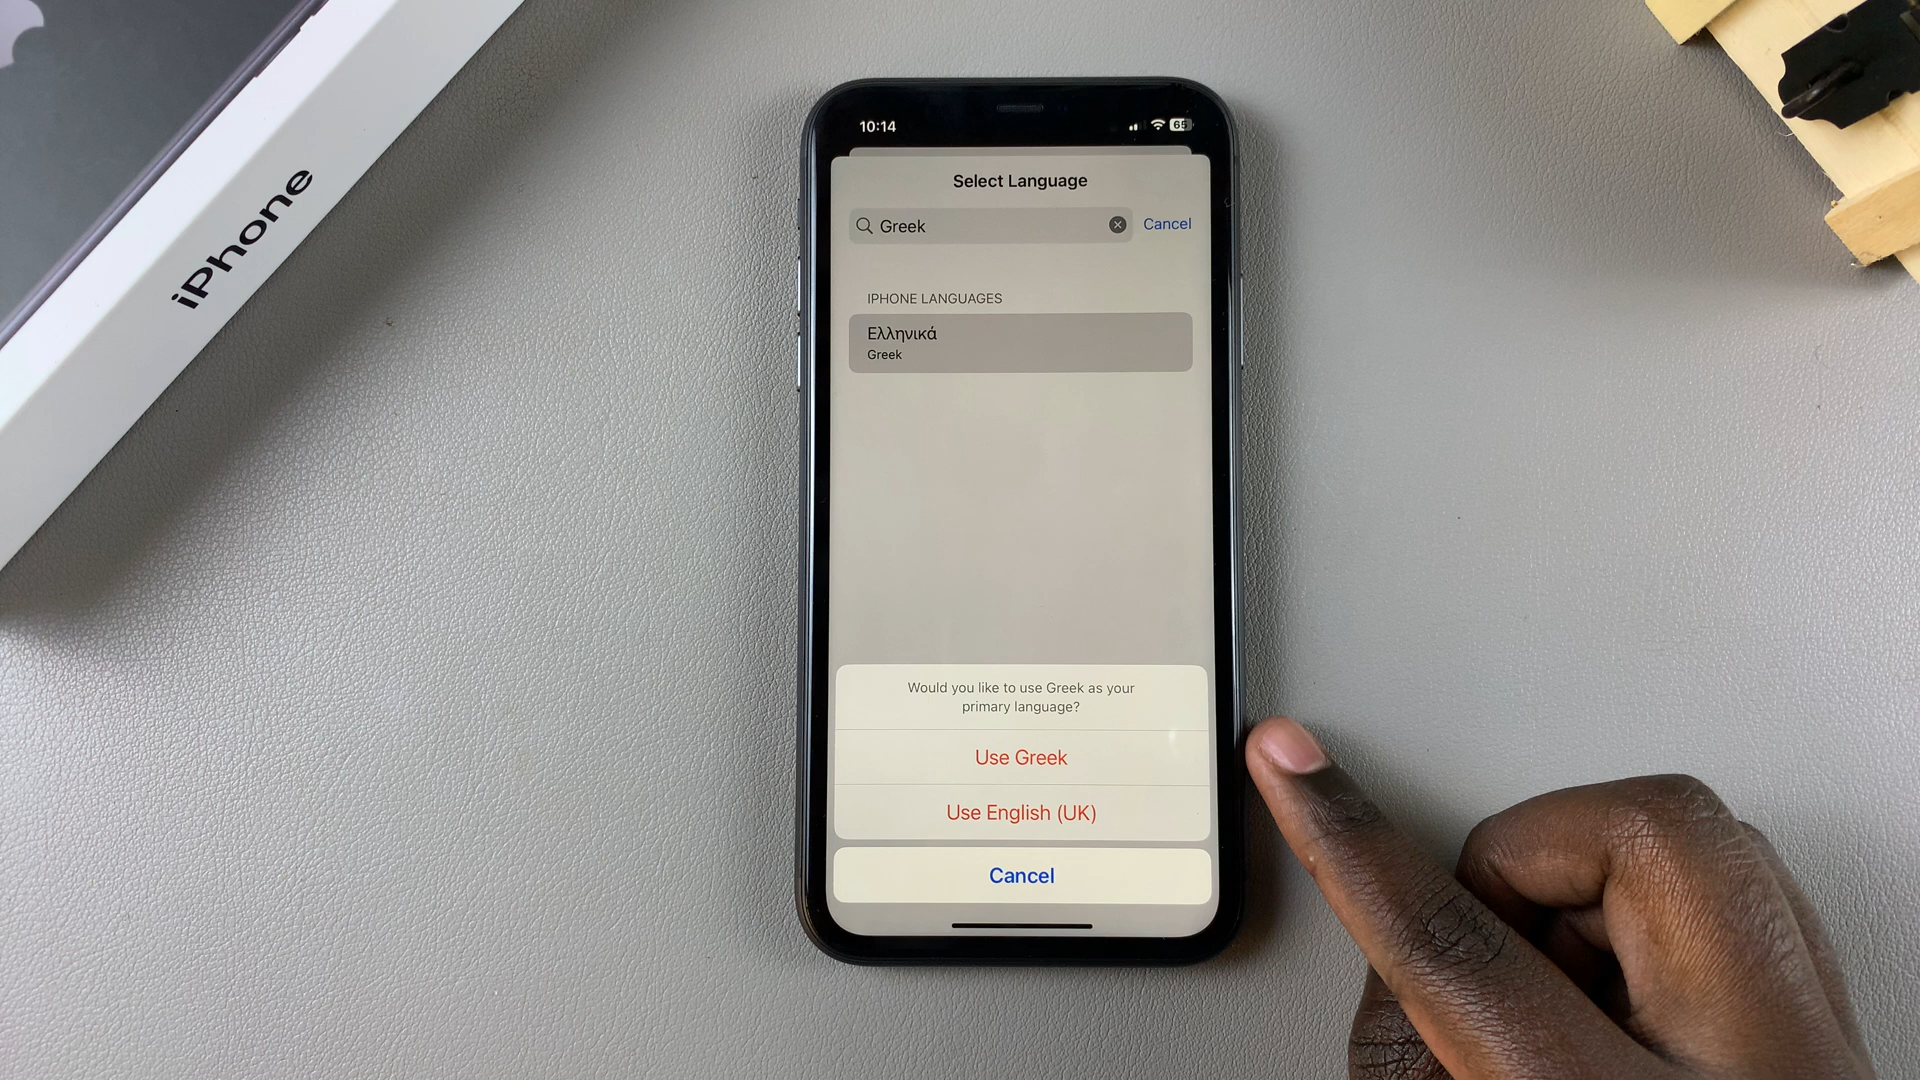 iPhone
10:14
65
Select Language
Greek
Cancel
IPHONE LANGUAGES
Ελληνικά
Greek
Would you like to use Greek as your
primary language?
Use Greek
Use English (UK)
Cancel